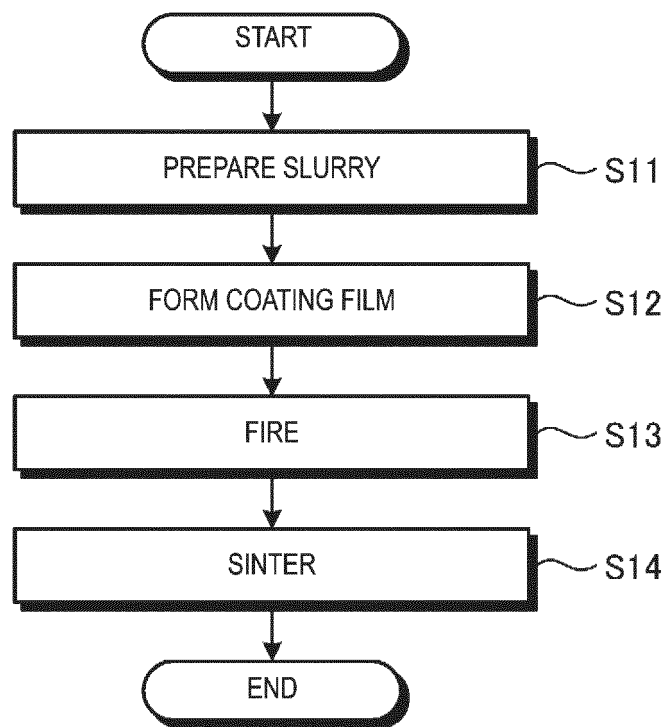 START
PREPARE SLURRY S11
FORM COATING FILM S12
FIRE S13
SINTER S14
END